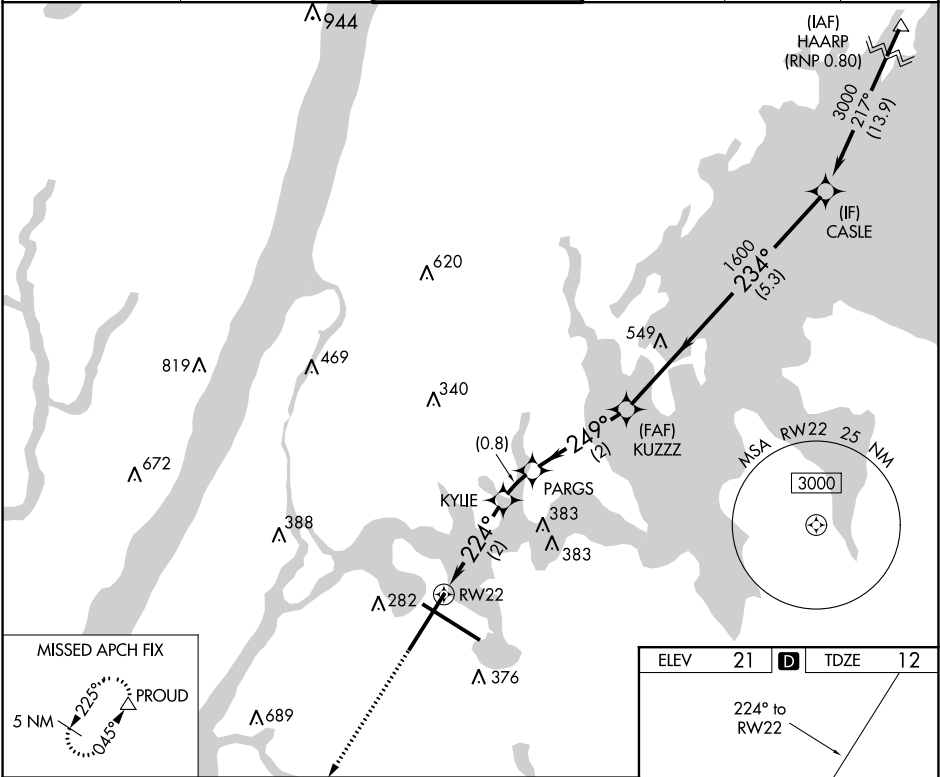 944
(IAF)
HAARP
(RNP 0.80)
3000
217°
(13.9)
(IF)
CASLE
1600
234°
(5.3)
620
549
819
469
340
(FAF)
KUZZZ
249°
(2)
(0.8)
PARGS
KYLIE
672
388
383
383
224°
(2)
RW22
282
376
689
MSA RW22 25 NM
3000
MISSED APCH FIX
PROUD
225°
045°
5 NM
ELEV 21 D TDZE 12
224° to
RW22